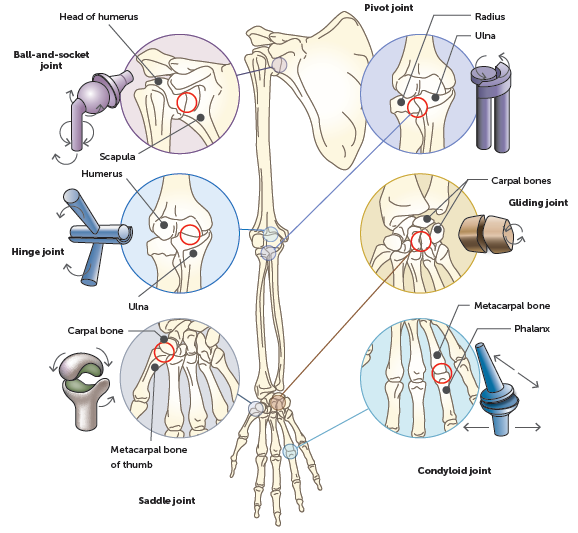 Pivot joint
Head of humerus
Radius
Ulna
Ball-and-socket
joint
Scapula
Humerus
Carpal bones
Gliding joint
Hinge joint
Ulna
Metacarpal bone
Carpal bone
Phalanx
Metacarpal bone
of thumb
Condyloid joint
Saddle joint